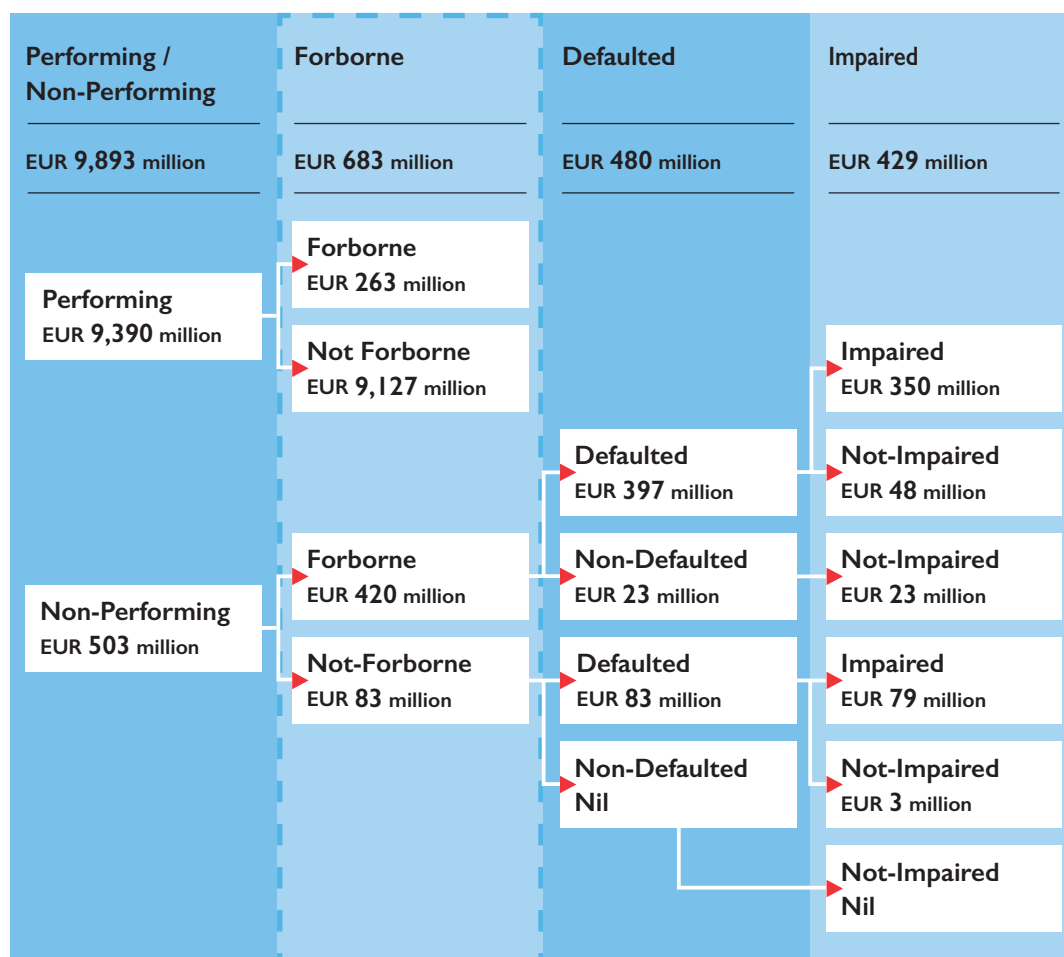 Performing /
Non-Performing
EUR 9,893 million
Forborne
EUR 683 million
Defaulted
EUR 480 million
Impaired
EUR 429 million
Performing
EUR 9,390 million
Non-Performing
EUR 503 million
Forborne
EUR 263 million
Not Forborne
EUR 9,127 million
Forborne
EUR 420 million
Not-Forborne
EUR 83 million
Defaulted
EUR 397 million
Non-Defaulted
EUR 23 million
Defaulted
EUR 83 million
Non-Defaulted
Nil
Impaired
EUR 350 million
Not-Impaired
EUR 48 million
Not-Impaired
EUR 23 million
Impaired
EUR 79 million
Not-Impaired
EUR 3 million
Not-Impaired
Nil